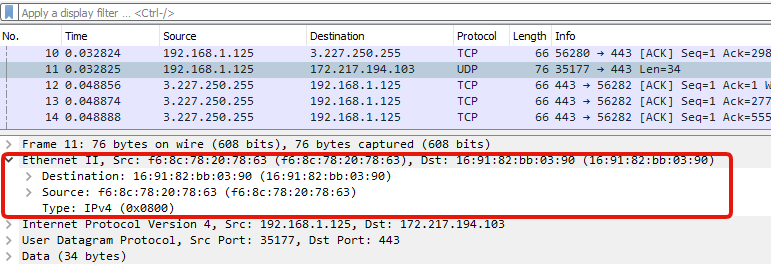 Apply a display filter ... <Ctrl-/>
No. Time Source Destination Protocol Length Info
10 0.032824 192.168.1.125 3.227.250.255 TCP 66 56280 → 443 [ACK] Seq=1 Ack=298
11 0.032825 192.168.1.125 172.217.194.103 UDP 76 35177 → 443 Len=34
12 0.048856 3.227.250.255 192.168.1.125 TCP 66 443 → 56282 [ACK] Seq=1 Ack=1 W
13 0.048874 3.227.250.255 192.168.1.125 TCP 66 443 → 56282 [ACK] Seq=1 Ack=277
14 0.048888 3.227.250.255 192.168.1.125 TCP 66 443 → 56282 [ACK] Seq=1 Ack=555
Frame 11: 76 bytes on wire (608 bits), 76 bytes captured (608 bits)
Ethernet II, Src: f6:8c:78:20:78:63 (f6:8c:78:20:78:63), Dst: 16:91:82:bb:03:90 (16:91:82:bb:03:90)
Destination: 16:91:82:bb:03:90 (16:91:82:bb:03:90)
Source: f6:8c:78:20:78:63 (f6:8c:78:20:78:63)
Type: IPv4 (0x0800)
Internet Protocol Version 4, Src: 192.168.1.125, Dst: 172.217.194.103
User Datagram Protocol, Src Port: 35177, Dst Port: 443
Data (34 bytes)